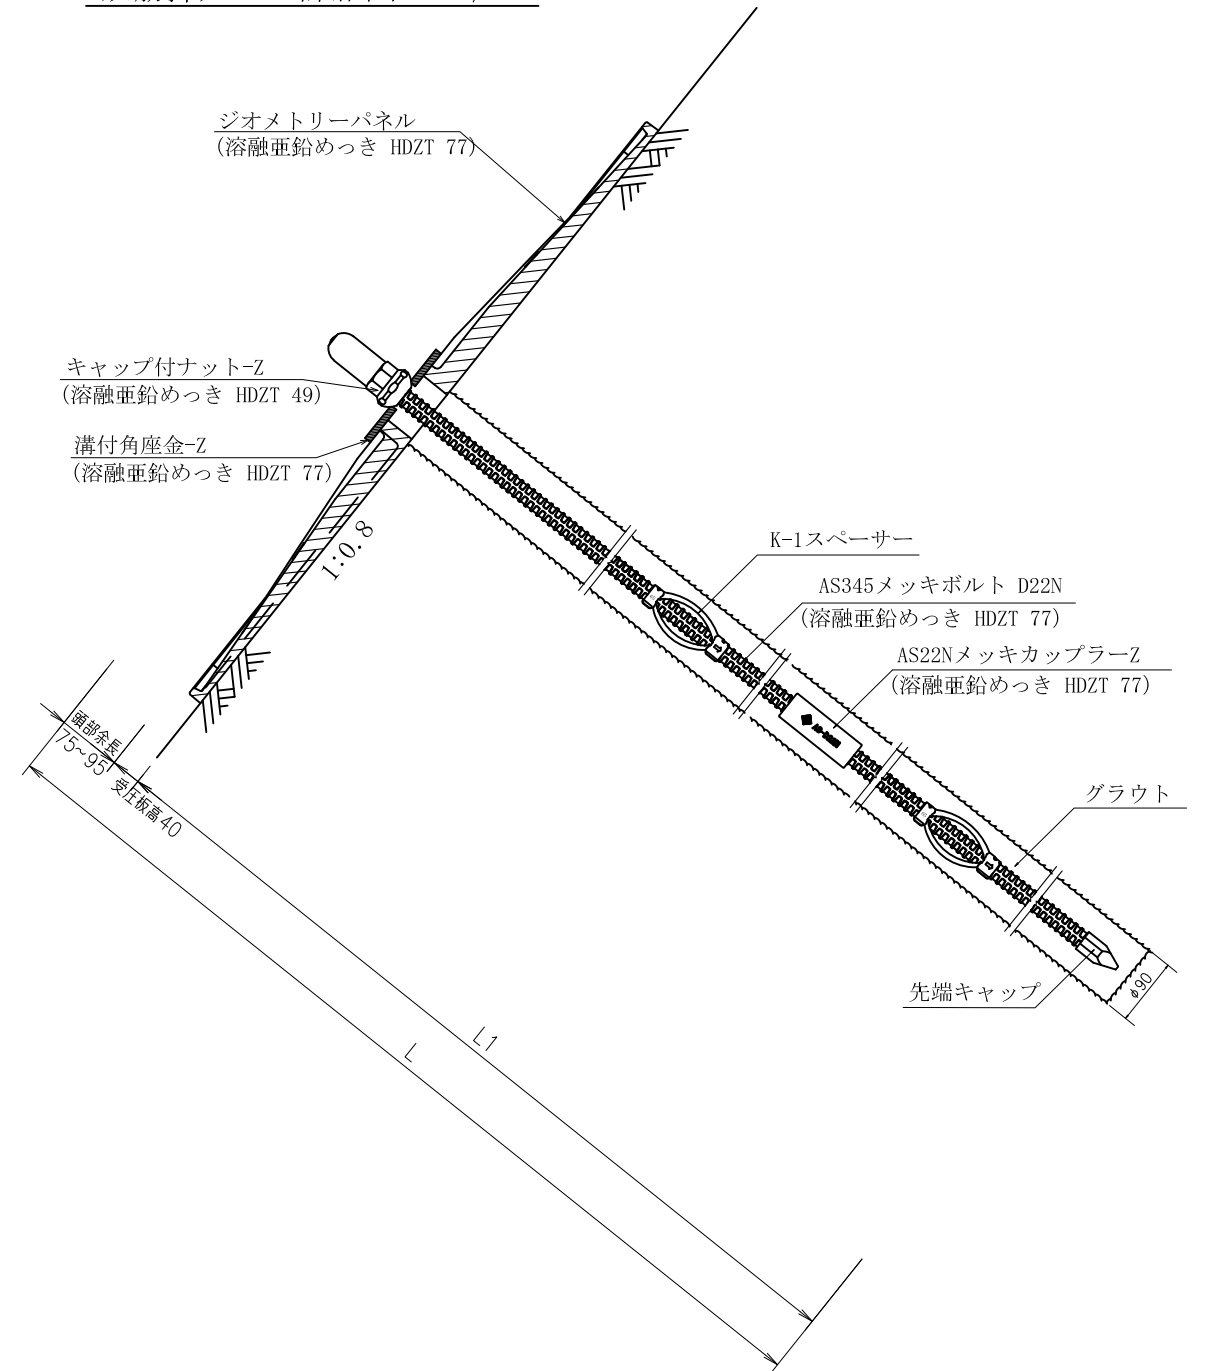 ジオメトリーパネル
(溶融亜鉛めっき HDZT 77)
キャップ付ナット-Z
(溶融亜鉛めっき HDZT 49)
溝付角座金-Z
(溶融亜鉛めっき HDZT 77)
1:0.8
K-1スペーサー
AS345メッキボルト D22N
(溶融亜鉛めっき HDZT 77)
AS22NメッキカップラーZ
(溶融亜鉛めっき HDZT 77)
グラウト
先端キャップ
φ90
頭部余長
75~95
受圧板高40
L1
L